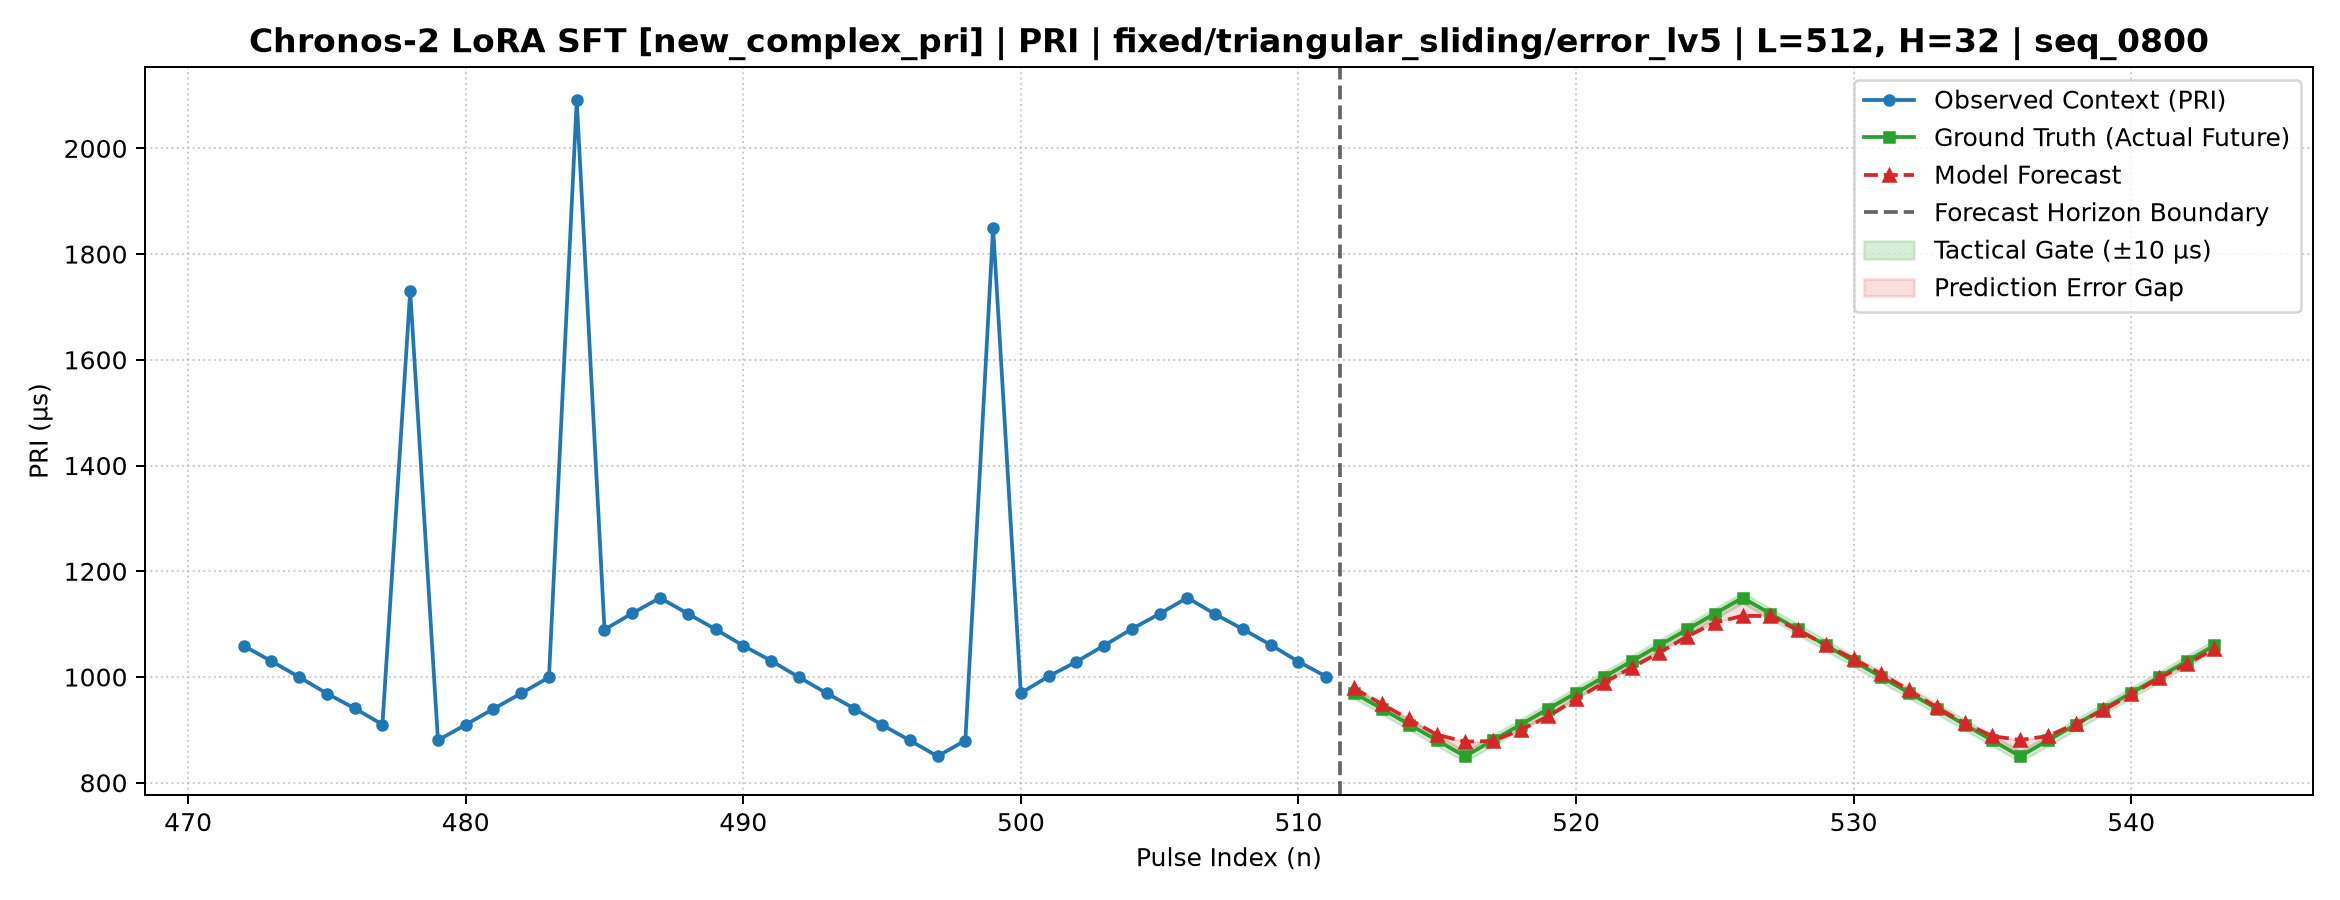 Chronos-2 LoRA SFT [new_complex_pri] | PRI | fixed/triangular_sliding/error_lv5 | L=512, H=32 | seq_0800
Observed Context (PRI)
Ground Truth (Actual Future)
Model Forecast
Forecast Horizon Boundary
Tactical Gate (±10 µs)
Prediction Error Gap
PRI (µs)
2000
1800
1600
1400
1200
1000
800
470 480 490 500 510 520 530 540
Pulse Index (n)